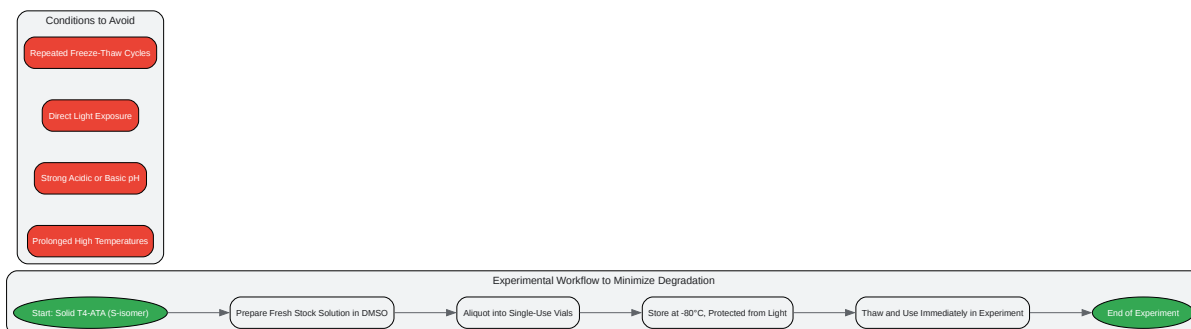 Conditions to Avoid
Repeated Freeze-Thaw Cycles
Direct Light Exposure
Strong Acidic or Basic pH
Prolonged High Temperatures
Experimental Workflow to Minimize Degradation
Start: Solid T4-ATA (S-isomer)
Prepare Fresh Stock Solution in DMSO
Aliquot into Single-Use Vials
Store at -80°C, Protected from Light
Thaw and Use Immediately in Experiment
End of Experiment